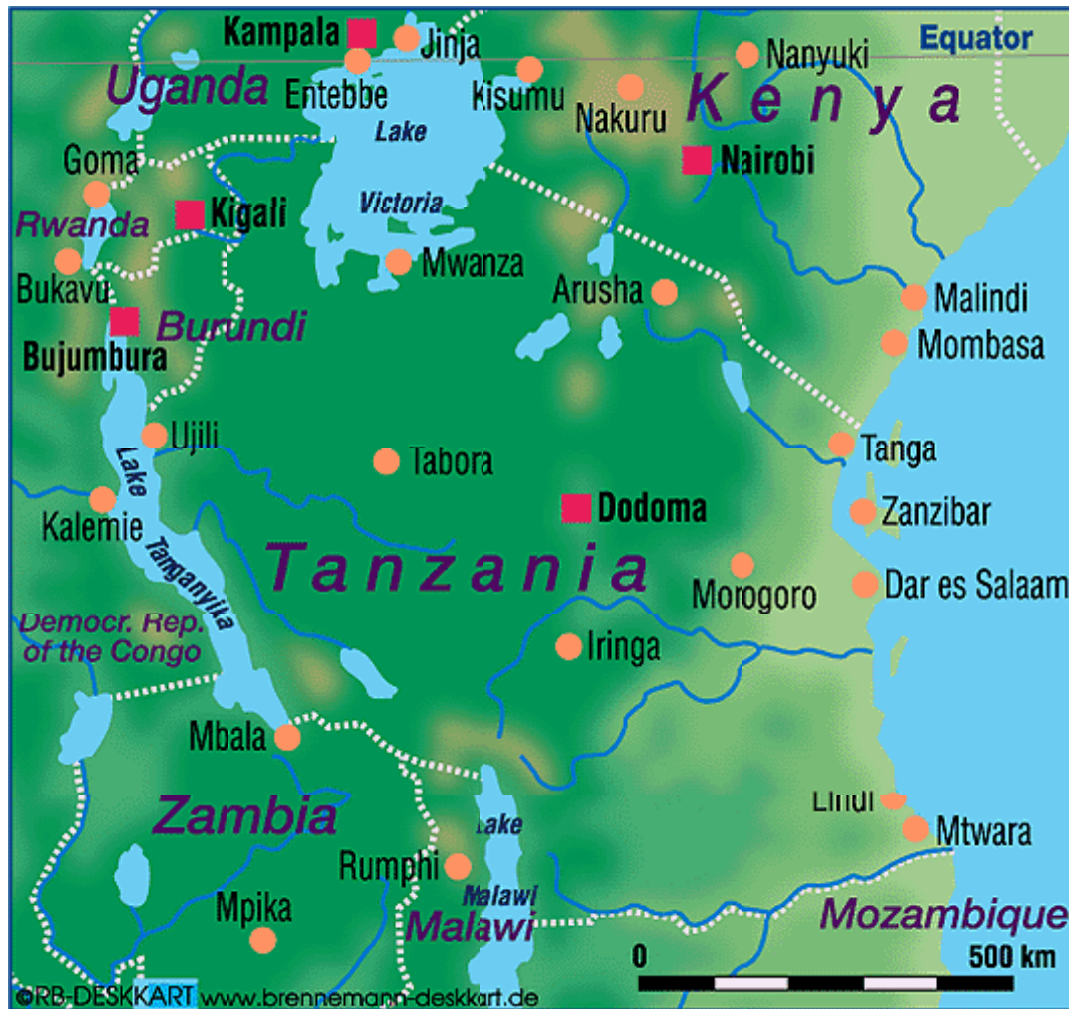 Kampala
Jinja
Nanyuki
Equator
Uganda
Entebbe
Kisumu
Nakuru
Kenya
Lake
Victoria
Goma
Nairobi
Rwanda
Kigali
Bukavu
Mwanza
Arusha
Malindi
Burundi
Mombasa
Bujumbura
Ujili
Tabora
Tanga
Lake
Tanganyika
Kalemie
Dodoma
Zanzibar
Tanzania
Morogoro
Dar es Salaam
Democr. Rep.
of the Congo
Iringa
Mbala
Zambia
Lindi
Mtwara
Lake
Malawi
Rumphi
Mpika
Malawi
Mozambique
0 500 km
©RB-DESKKART www.brennemann-deskkart.de